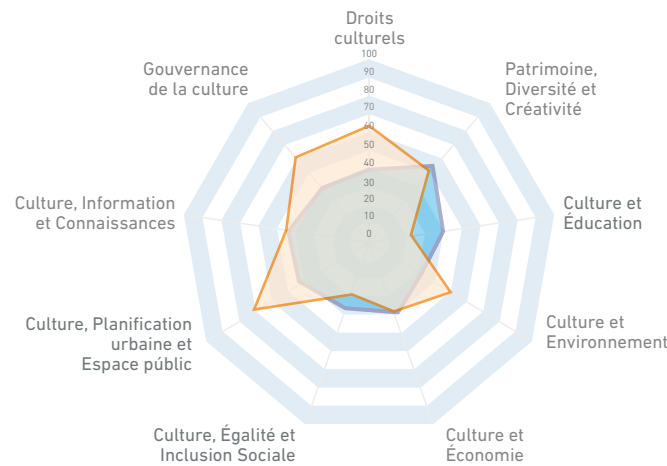 Droits
culturels
100
90
80
70
60
50
40
30
20
10
0
Patrimoine,
Diversité et
Créativité
Culture et
Éducation
Culture et
Environnement
Culture et
Économie
Culture, Égalité et
Inclusion Sociale
Culture, Planification
urbaine et
Espace públic
Culture, Information
et Connaissances
Gouvernance
de la culture